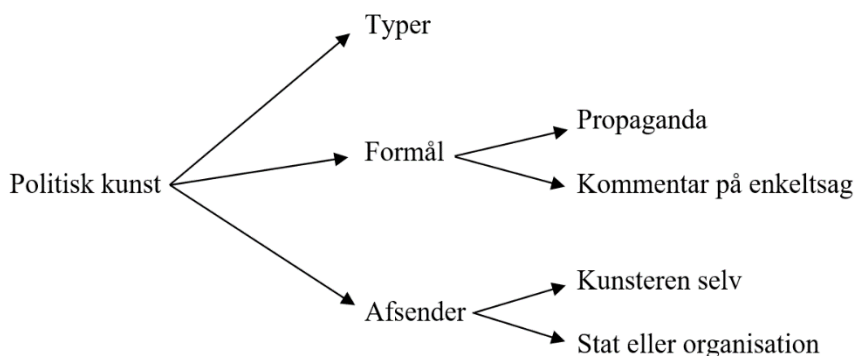 Typer
Propaganda
Formål
Politisk kunst
Kommentar på enkeltsag
Kunsteren selv
Afsender
Stat eller organisation